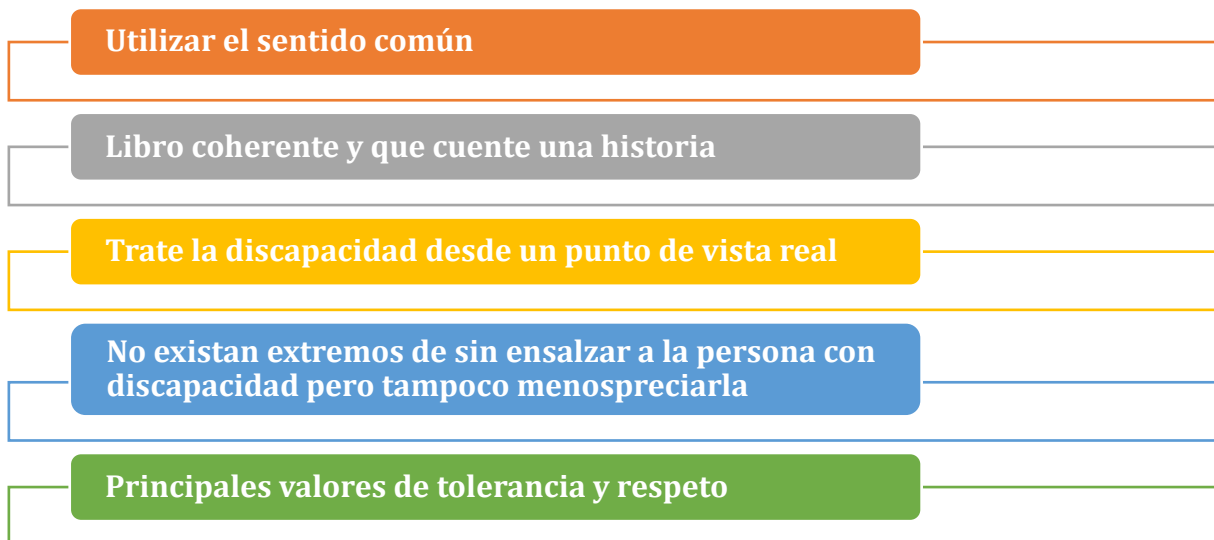 Utilizar el sentido común
Libro coherente y que cuente una historia
Trate la discapacidad desde un punto de vista real
No existan extremos de sin ensalzar a la persona con
discapacidad pero tampoco menospreciarla
Principales valores de tolerancia y respeto